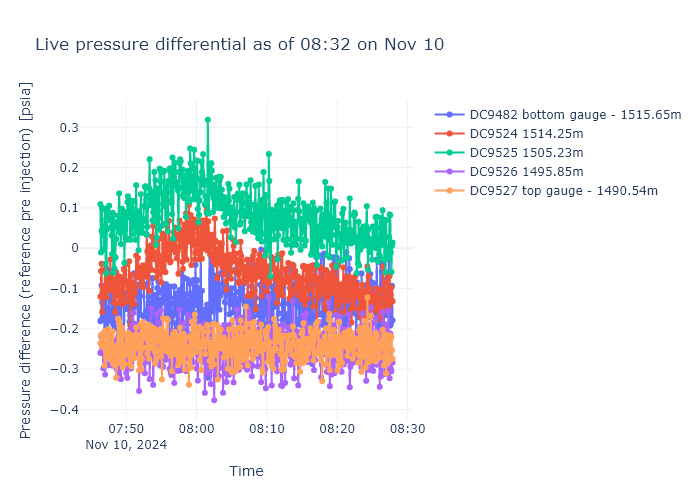 Live pressure differential as of 08:32 on Nov 10
Pressure difference (reference pre injection) [psia]
0.3
0.2
0.1
0
−0.1
−0.2
−0.3
−0.4
07:50
Nov 10, 2024
08:00
08:10
08:20
08:30
Time
DC9482 bottom gauge - 1515.65m
DC9524 1514.25m
DC9525 1505.23m
DC9526 1495.85m
DC9527 top gauge - 1490.54m